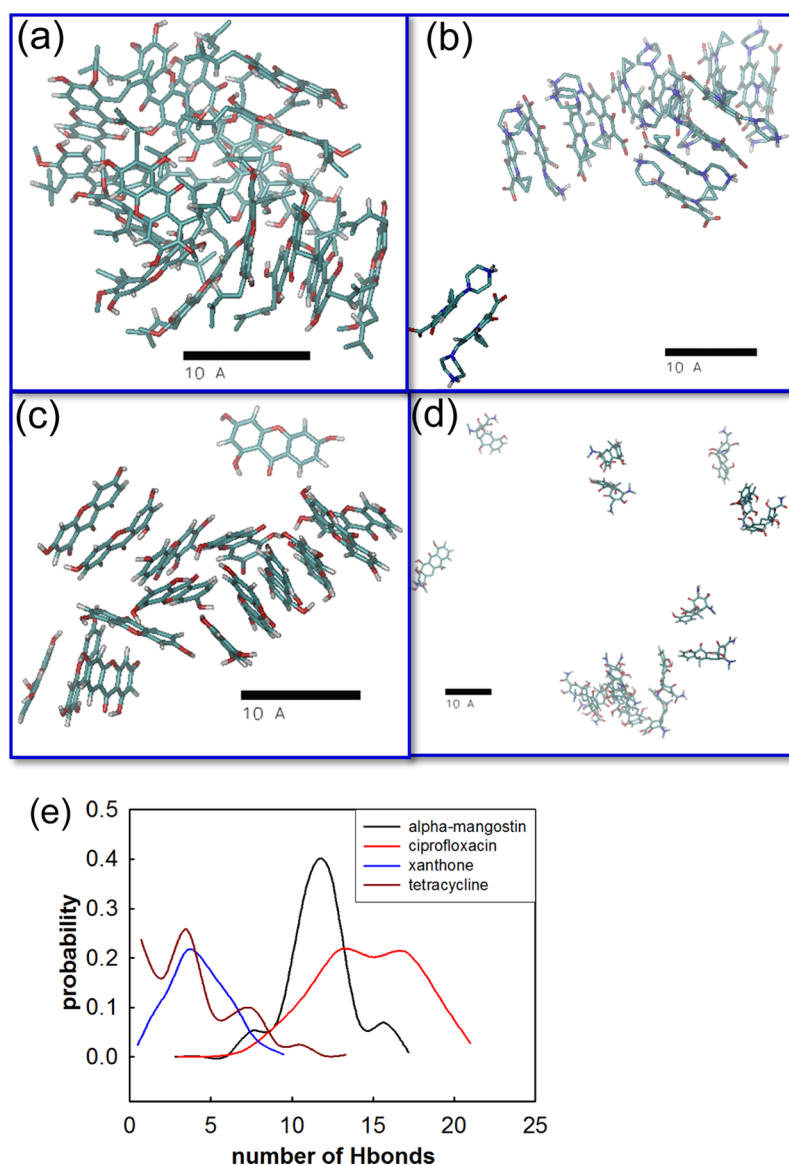 (a)
10 A
(b)
10 A
(c)
10 A
(d)
10 A
(e)
0.5
0.4
0.3
0.2
0.1
0.0
probability
alpha-mangostin
ciprofloxacin
xanthone
tetracycline
0 5 10 15 20 25
number of Hbonds